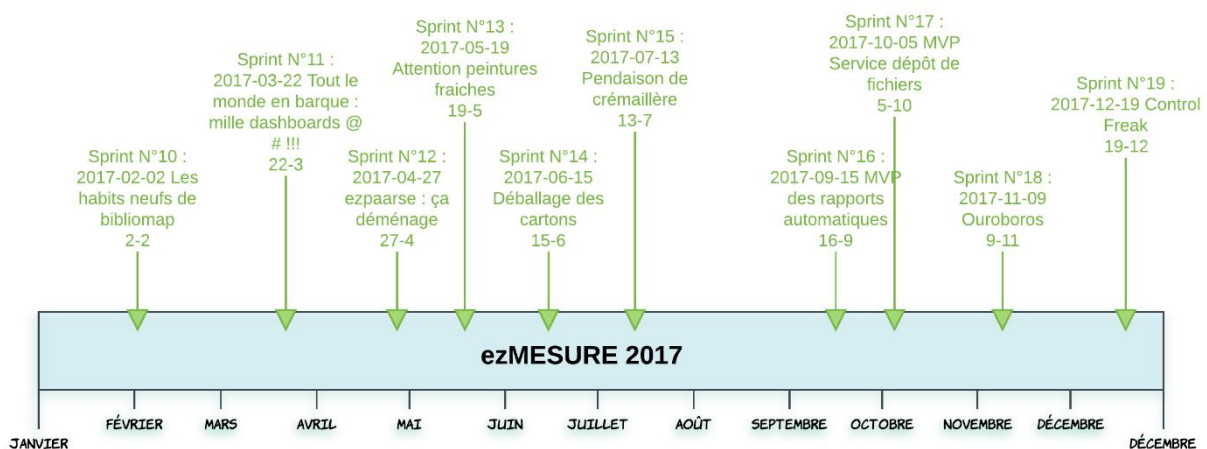 Sprint N°10 :
2017-02-02 Les
habits neufs de
bibliomap
2-2
Sprint N°11 :
2017-03-22 Tout le
monde en barque :
mille dashboards @
# !!!
22-3
Sprint N°12 :
2017-04-27
ezpaarse : ça
déménage
27-4
Sprint N°13 :
2017-05-19
Attention peintures
fraiches
19-5
Sprint N°14 :
2017-06-15
Déballage des
cartons
15-6
Sprint N°15 :
2017-07-13
Pendaison de
crémaillère
13-7
Sprint N°16 :
2017-09-15 MVP
des rapports
automatiques
16-9
Sprint N°17 :
2017-10-05 MVP
Service dépôt de
fichiers
5-10
Sprint N°18 :
2017-11-09
Ouroboros
9-11
Sprint N°19 :
2017-12-19 Control
Freak
19-12
ezMESURE 2017
JANVIER
FÉVRIER
MARS
AVRIL
MAI
JUIN
JUILLET
AOÛT
SEPTEMBRE
OCTOBRE
NOVEMBRE
DÉCEMBRE
DÉCEMBRE